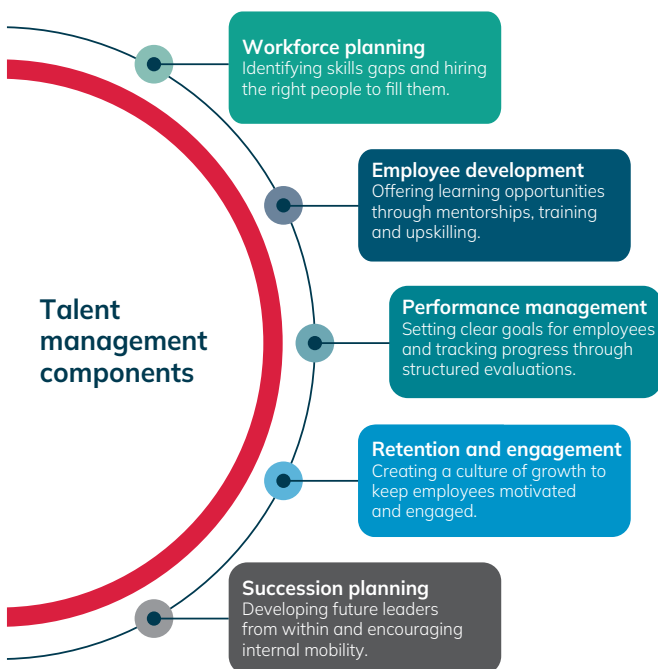 Talent
management
components
Workforce planning
Identifying skills gaps and hiring
the right people to fill them.
Employee development
Offering learning opportunities
through mentorships, training
and upskilling.
Performance management
Setting clear goals for employees
and tracking progress through
structured evaluations.
Retention and engagement
Creating a culture of growth to
keep employees motivated
and engaged.
Succession planning
Developing future leaders
from within and encouraging
internal mobility.